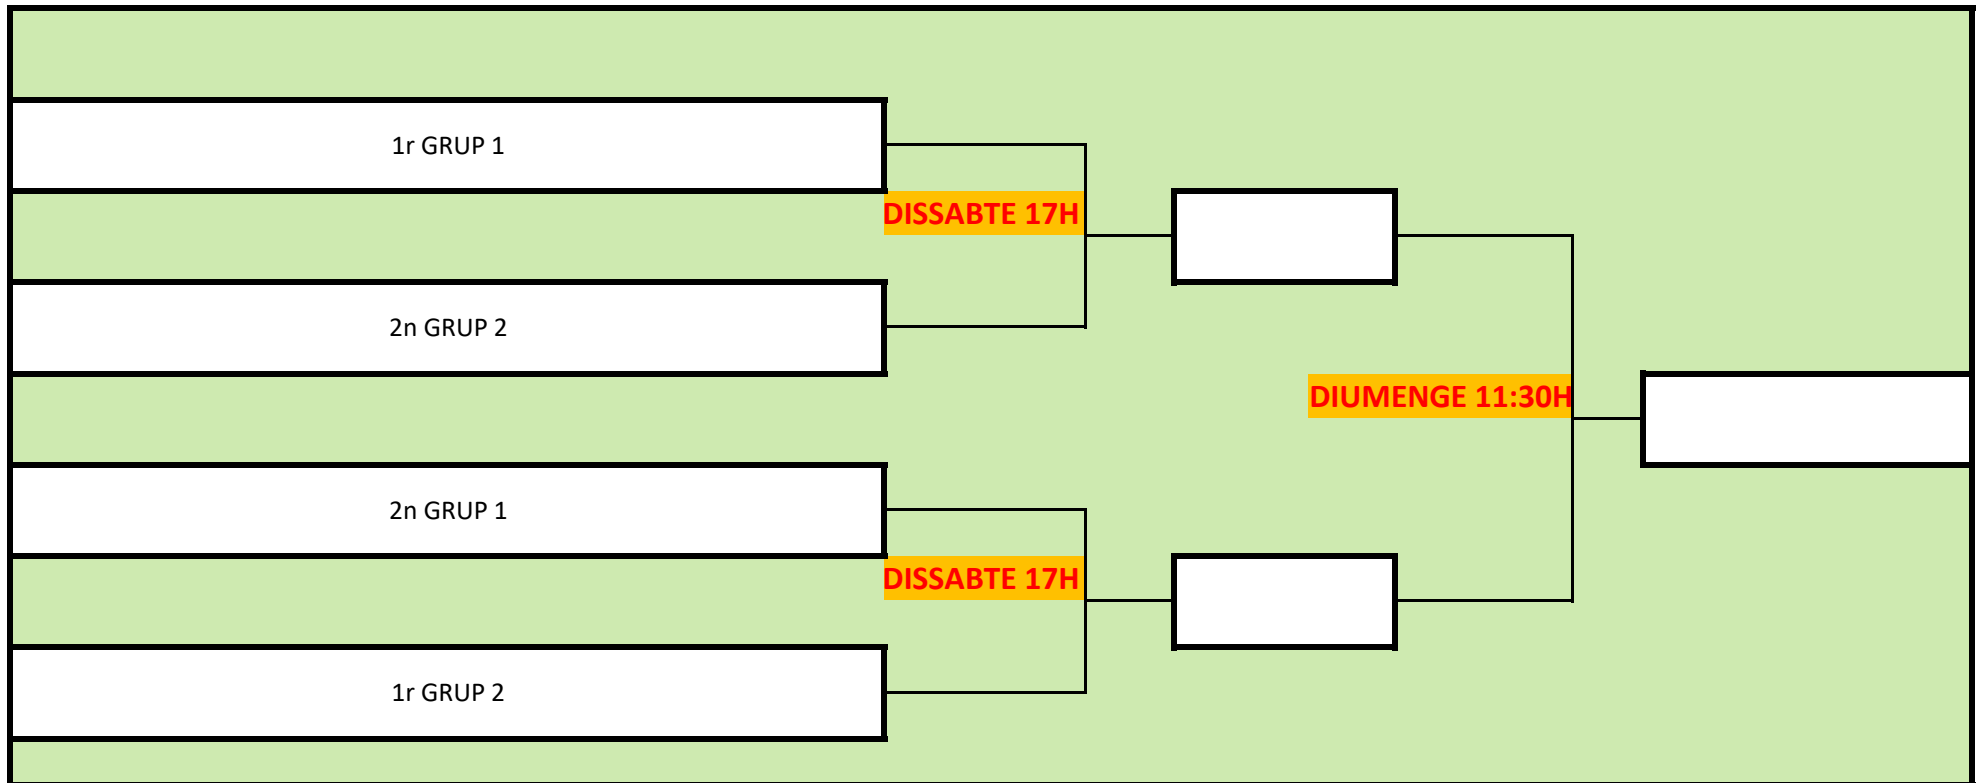 1r GRUP 1
DISSABTE 17H
2n GRUP 2
DIUMENGE 11:30H
2n GRUP 1
DISSABTE 17H
1r GRUP 2